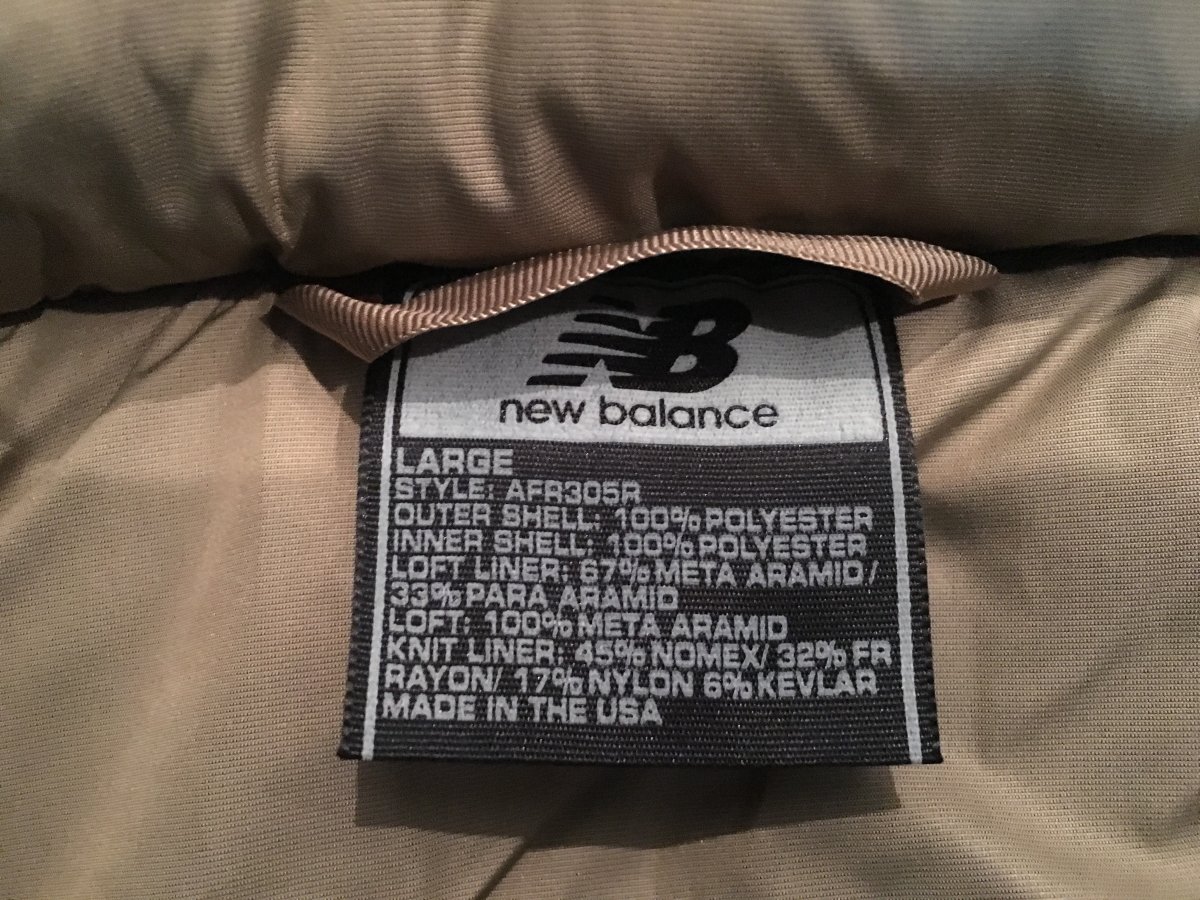 NB
new balance
LARGE
STYLE: AFR305R
OUTER SHELL: 100% POLYESTER
INNER SHELL: 100% POLYESTER
LOFT LINER: 67% META ARAMID/
33% PARA ARAMID
LOFT: 100% META ARAMID
KNIT LINER: 45% NOMEX/ 32% FR
RAYON/ 17% NYLON 6% KEVLAR
MADE IN THE USA